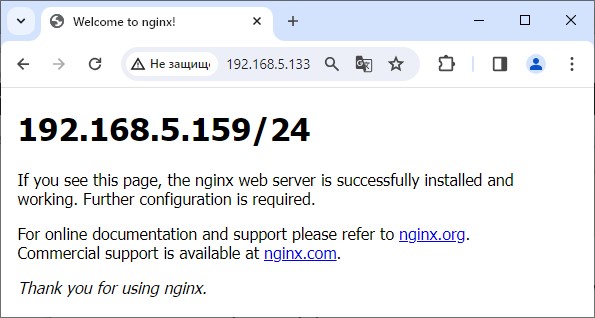 Welcome to nginx!
Не защище
192.168.5.133
192.168.5.159/24
If you see this page, the nginx web server is successfully installed and
working. Further configuration is required.
For online documentation and support please refer to nginx.org.
Commercial support is available at nginx.com.
Thank you for using nginx.